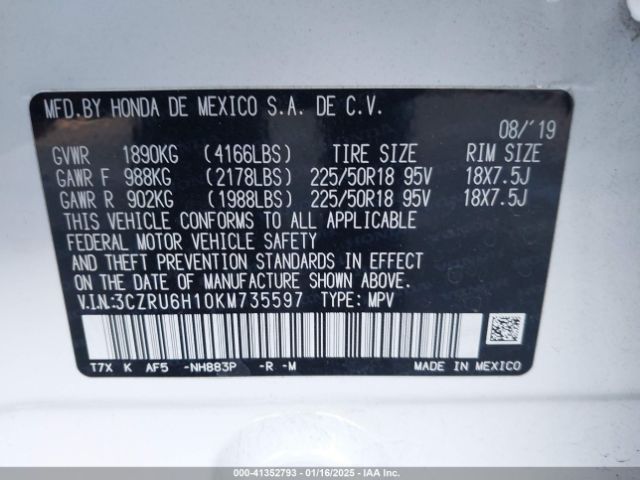 MFD.BY HONDA DE MEXICO S.A. DE C.V.
08/'19
GVWR 1890KG (4166LBS) TIRE SIZE RIM SIZE
GAWR F 988KG (2178LBS) 225/50R18 95V 18X7.5J
GAWR R 902KG (1988LBS) 225/50R18 95V 18X7.5J
THIS VEHICLE CONFORMS TO ALL APPLICABLE
FEDERAL MOTOR VEHICLE SAFETY
AND THEFT PREVENTION STANDARDS IN EFFECT
ON THE DATE OF MANUFACTURE SHOWN ABOVE.
V.I.N:3CZRU6H10KM735597 TYPE: MPV
T7X K AF5 -NH883P -R -M MADE IN MEXICO
000-41352793 - 01/16/2025 - IAA Inc.